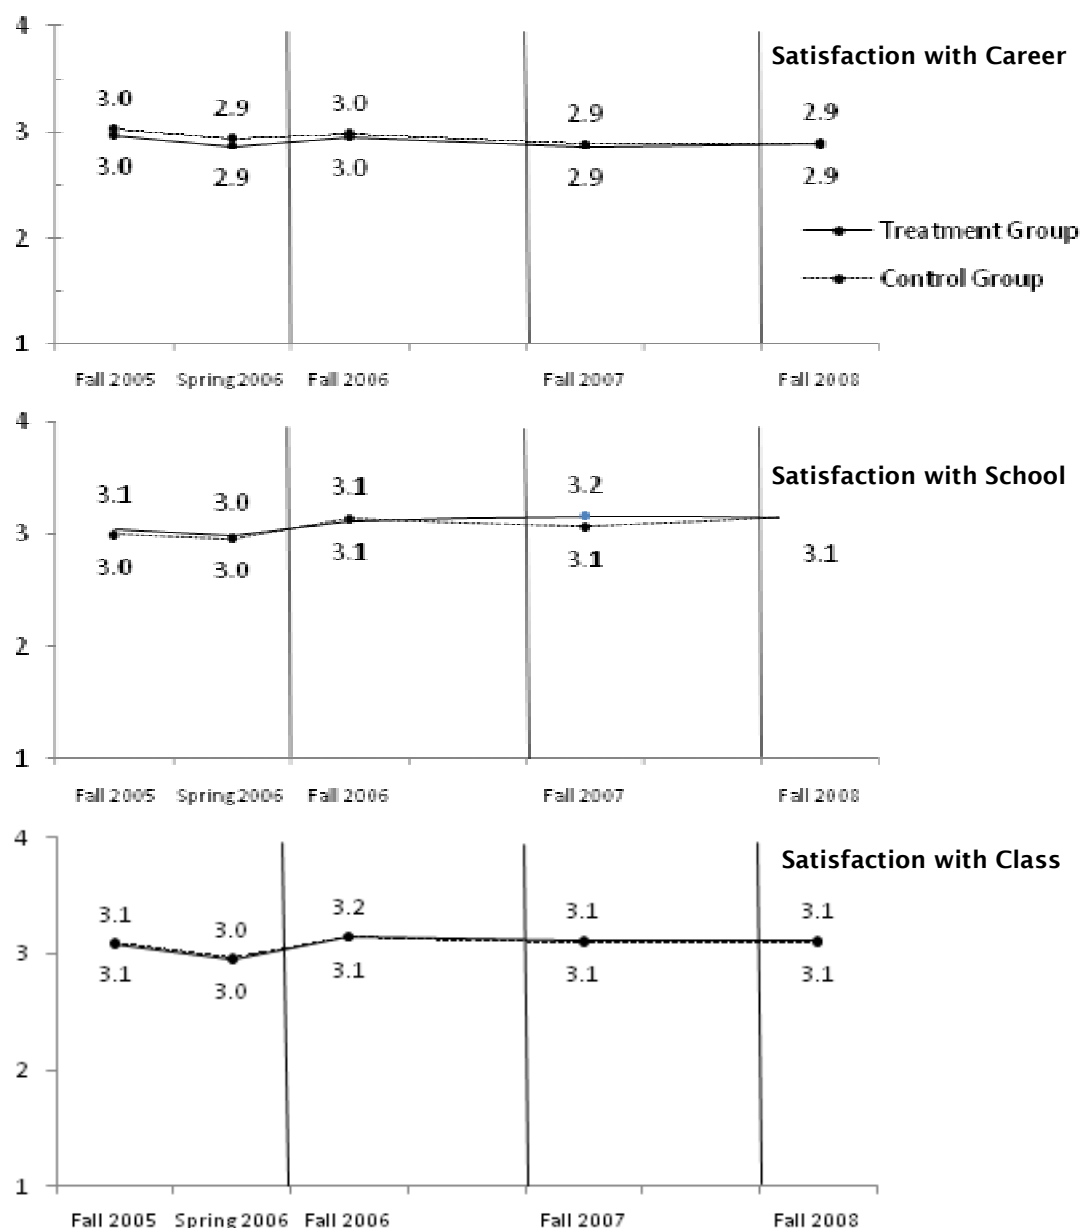 4
Satisfaction with Career
3.0 2.9 3.0 2.9 2.9
3
3.0 2.9 3.0 2.9 2.9
Treatment Group
2
Control Group
1
Fall 2005 Spring 2006 Fall 2006 Fall 2007 Fall 2008
4
Satisfaction with School
3.1 3.0 3.1 3.2
3
3.0 3.0 3.1 3.1 3.1
2
1
Fall 2005 Spring 2006 Fall 2006 Fall 2007 Fall 2008
4
Satisfaction with Class
3.1 3.0 3.2 3.1 3.1
3
3.1 3.0 3.1 3.1 3.1
2
1
Fall 2005 Spring 2006 Fall 2006 Fall 2007 Fall 2008